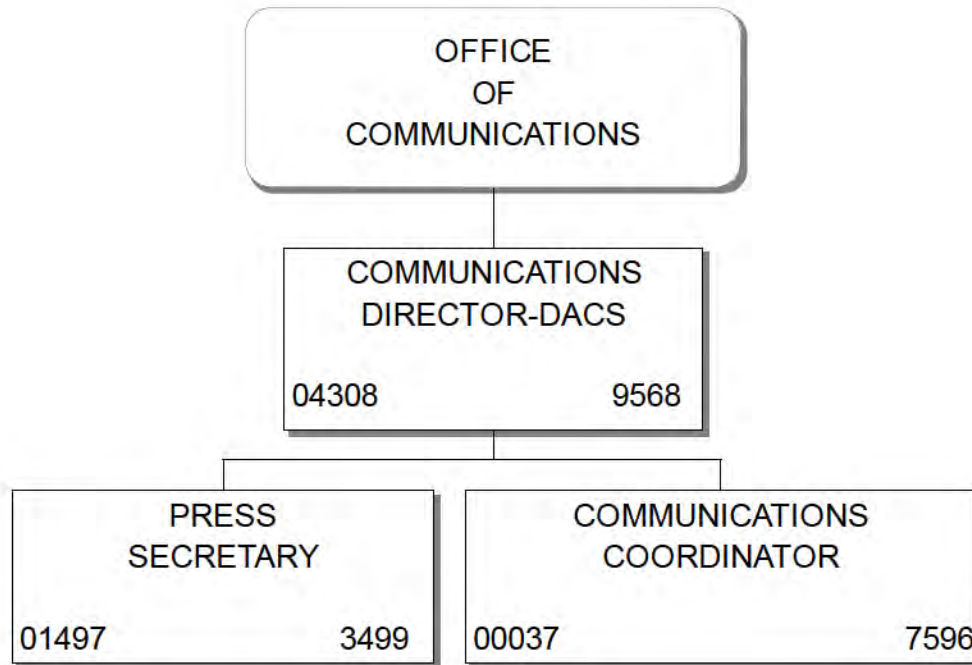 OFFICE
OF
COMMUNICATIONS
COMMUNICATIONS
DIRECTOR-DACS
04308 9568
PRESS
SECRETARY
01497 3499
COMMUNICATIONS
COORDINATOR
00037 7596